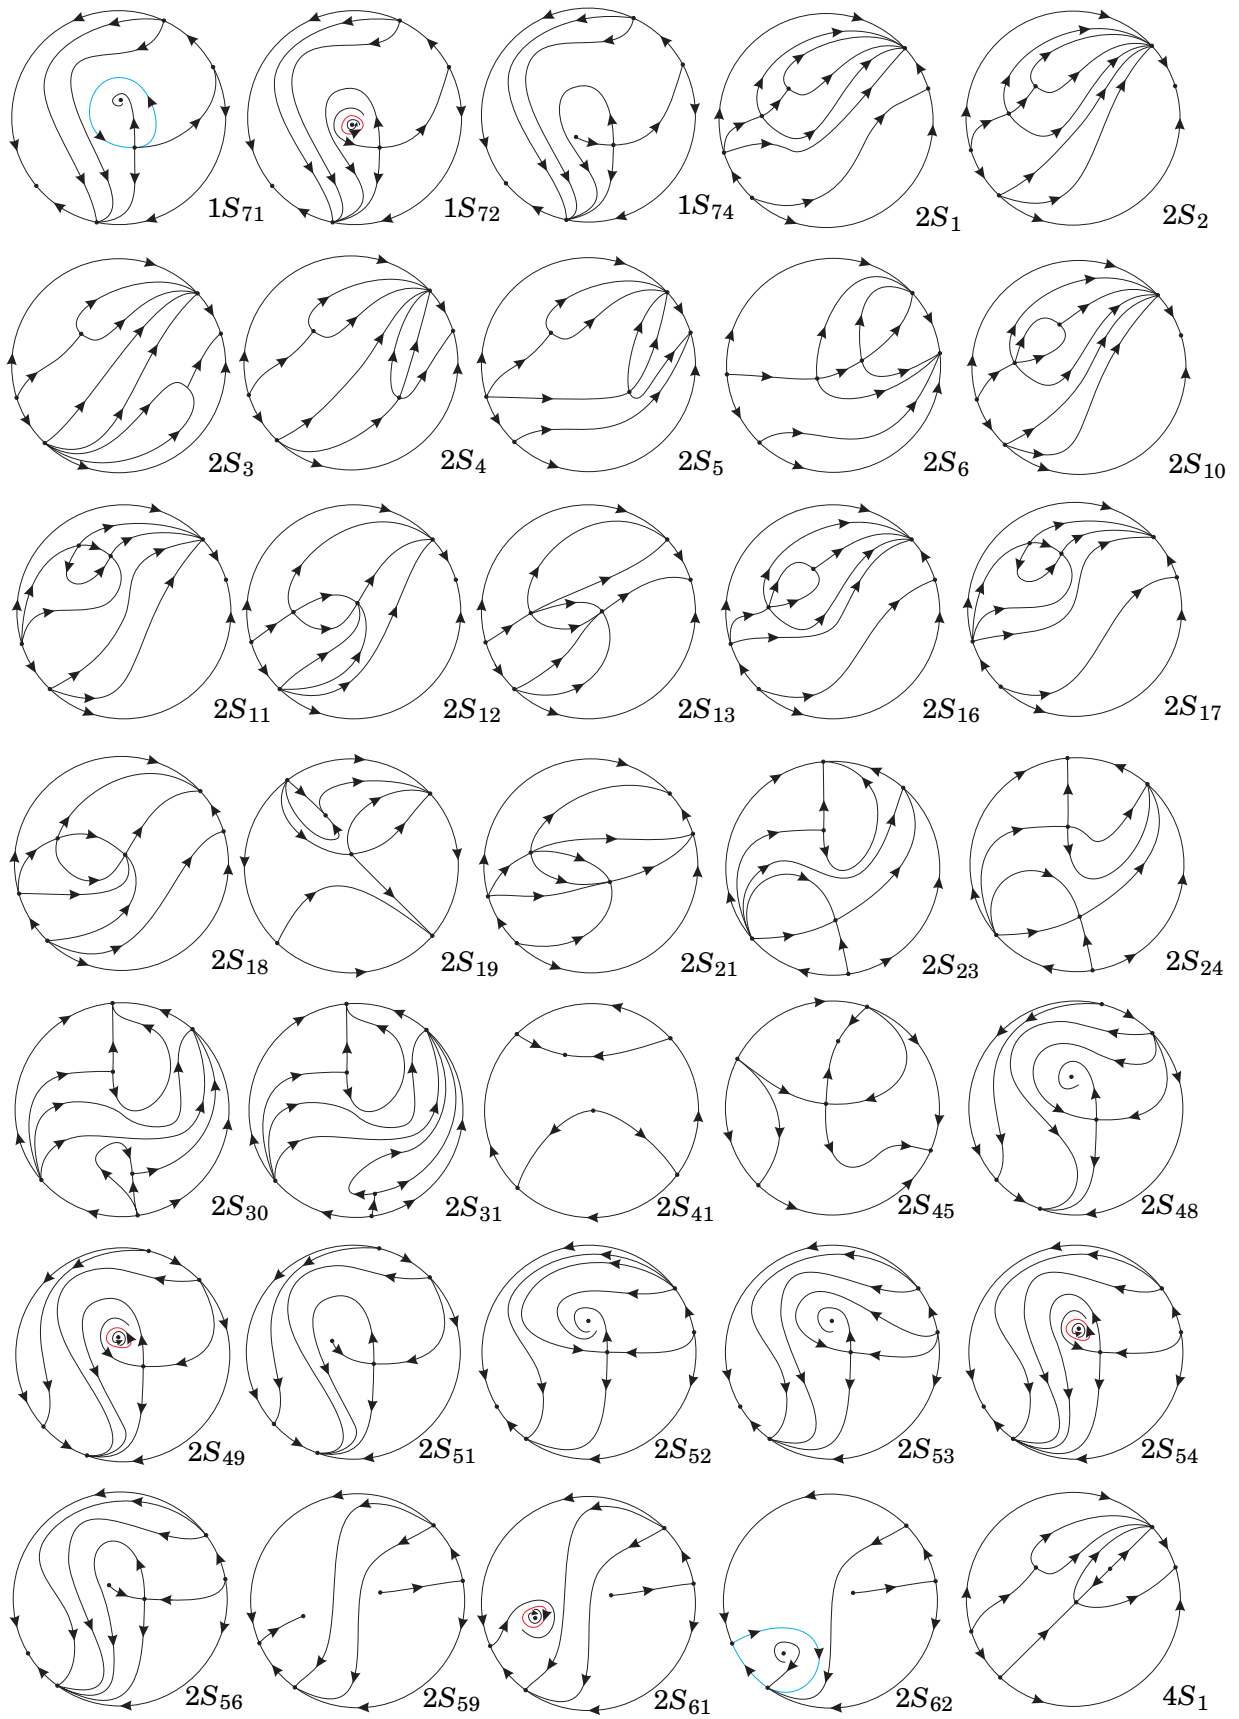 1S₇₁ 1S₇₂ 1S₇₄ 2S₁ 2S₂
2S₃ 2S₄ 2S₅ 2S₆ 2S₁₀
2S₁₁ 2S₁₂ 2S₁₃ 2S₁₆ 2S₁₇
2S₁₈ 2S₁₉ 2S₂₁ 2S₂₃ 2S₂₄
2S₃₀ 2S₃₁ 2S₄₁ 2S₄₅ 2S₄₈
2S₄₉ 2S₅₁ 2S₅₂ 2S₅₃ 2S₅₄
2S₅₆ 2S₅₉ 2S₆₁ 2S₆₂ 4S₁